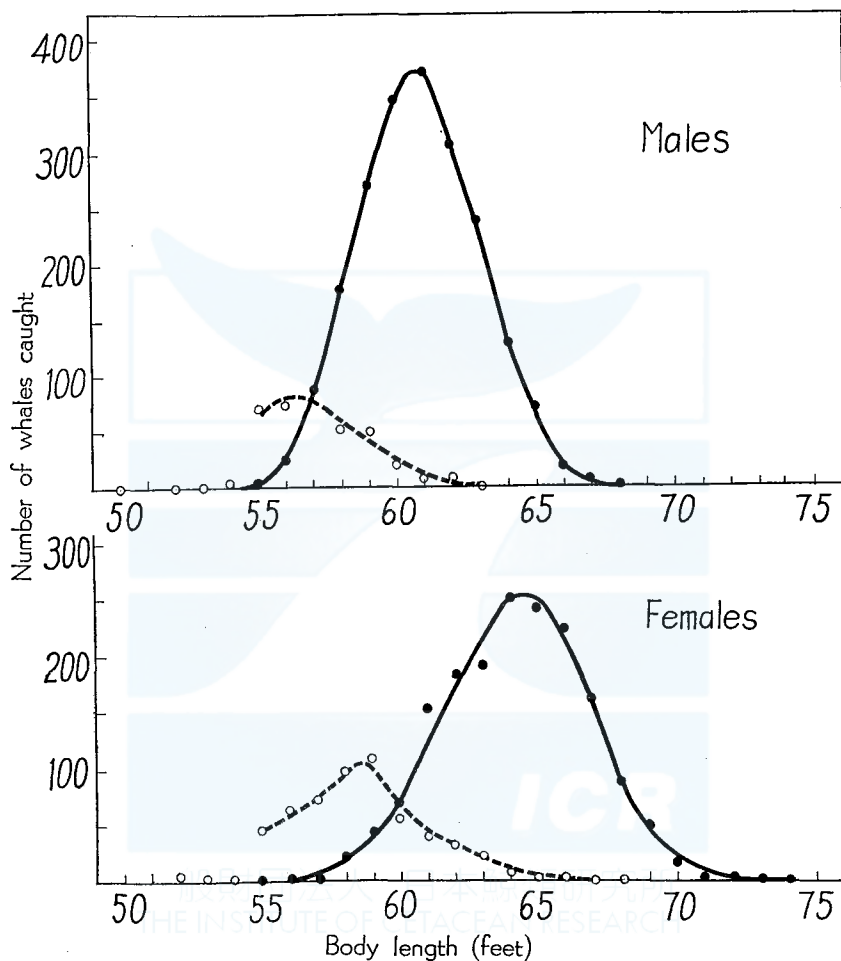 400
300
200
100
Males
50 55 60 65 70 75
Number of whales caught
300
200
100
Females
50 55 60 65 70 75
Body length (feet)
ICR
THE INSTITUTE OF CETACEAN RESEARCH